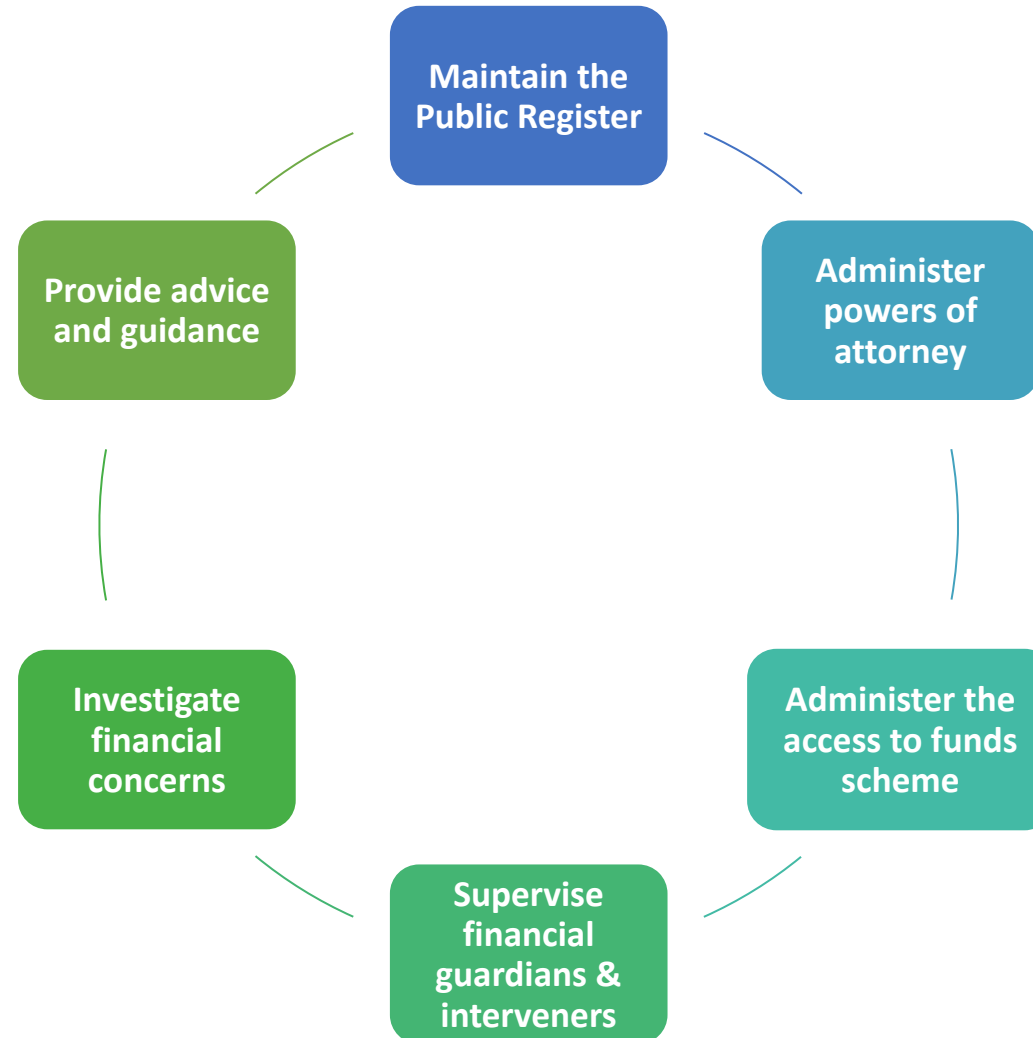 Maintain the
Public Register
Administer
powers of
attorney
Administer the
access to funds
scheme
Supervise
financial
guardians &
interveners
Investigate
financial
concerns
Provide advice
and guidance